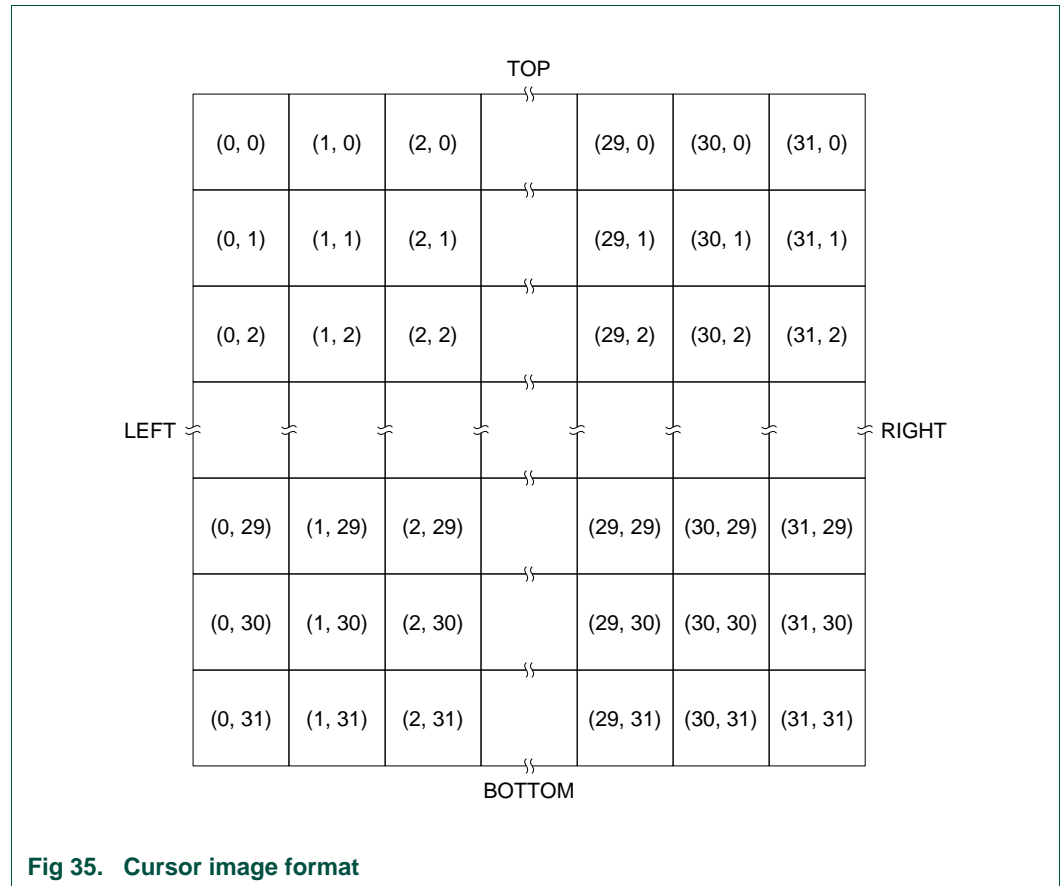 TOP
(0, 0) (1, 0) (2, 0) (29, 0) (30, 0) (31, 0)
(0, 1) (1, 1) (2, 1) (29, 1) (30, 1) (31, 1)
(0, 2) (1, 2) (2, 2) (29, 2) (30, 2) (31, 2)
LEFT RIGHT
(0, 29) (1, 29) (2, 29) (29, 29) (30, 29) (31, 29)
(0, 30) (1, 30) (2, 30) (29, 30) (30, 30) (31, 30)
(0, 31) (1, 31) (2, 31) (29, 31) (30, 31) (31, 31)
BOTTOM
Fig 35. Cursor image format